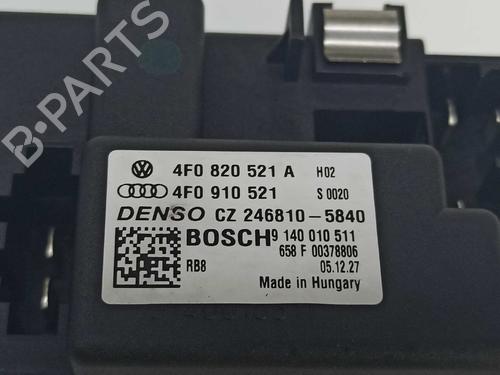 B-PARTS
4F0 820 521 A H02
4F0 910 521 S 0020
DENSO CZ 246810-5840
BOSCH 9 140 010 511
658 F 00378806
RB8 05.12.27
Made in Hungary